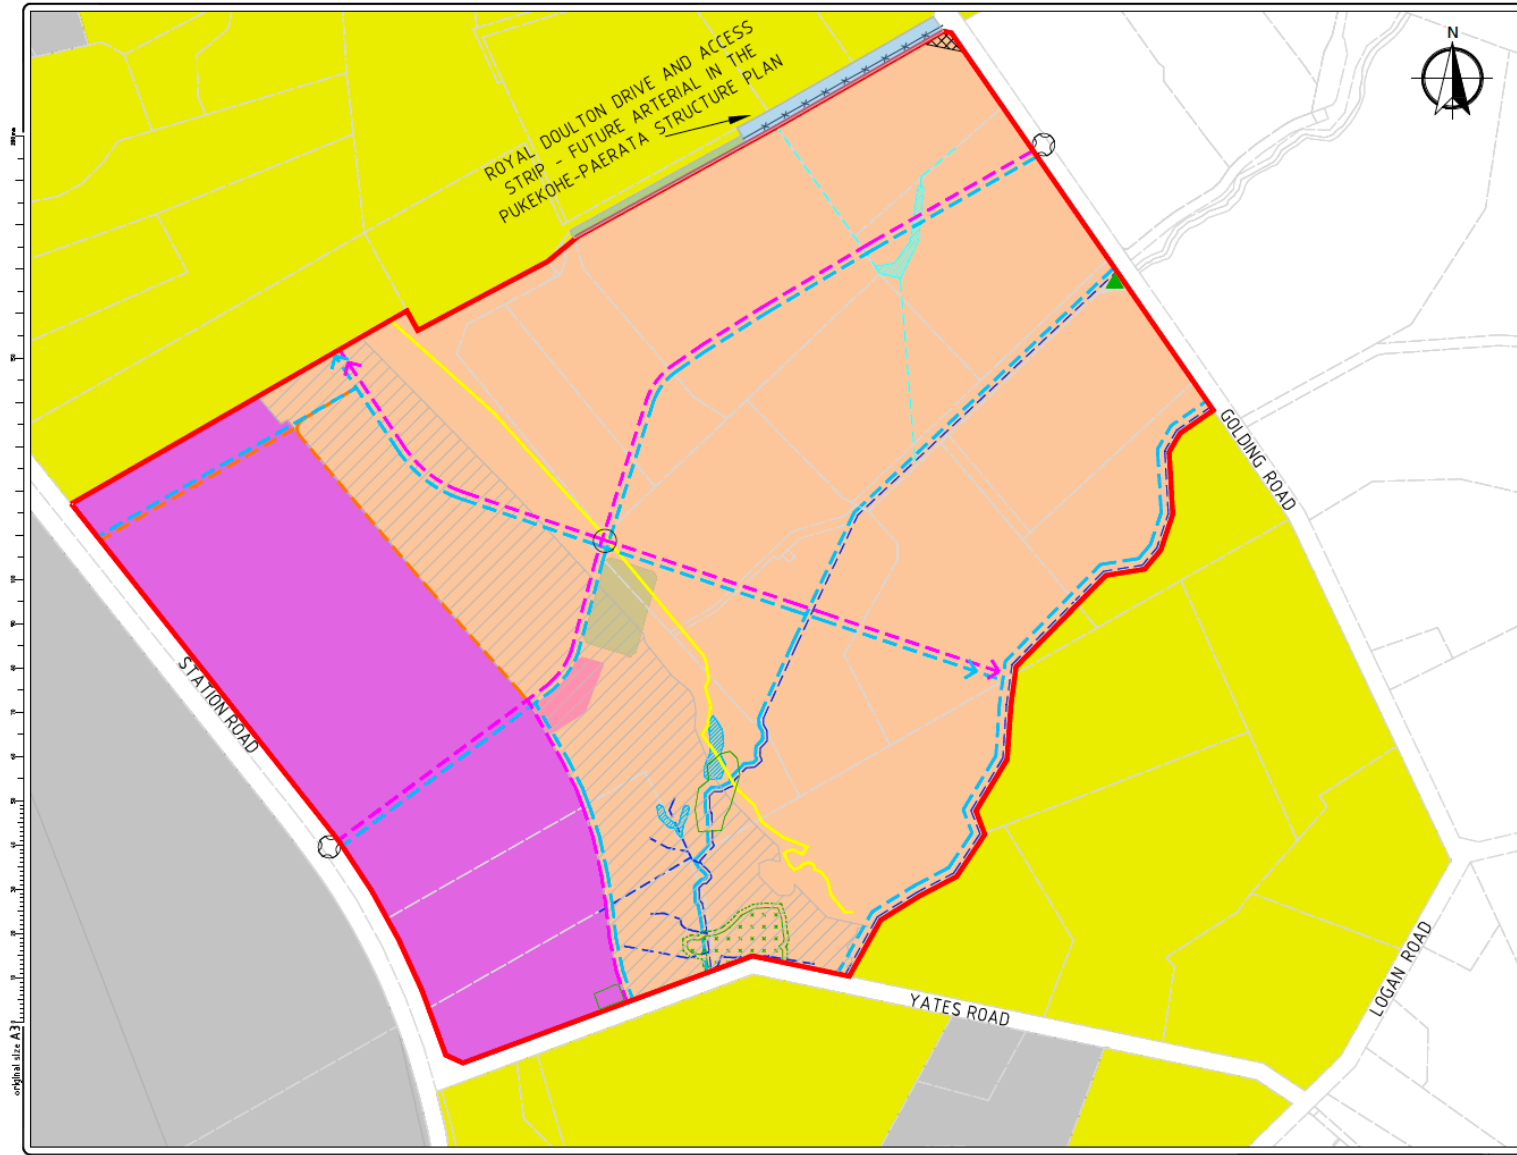 ROYAL DOULTON DRIVE AND ACCESS
STRIP - FUTURE ARTERIAL IN THE
PUKEKOHE-PAERATA STRUCTURE PLAN
N
GOLDING ROAD
STATION ROAD
YATES ROAD
LOGAN ROAD
original size A3